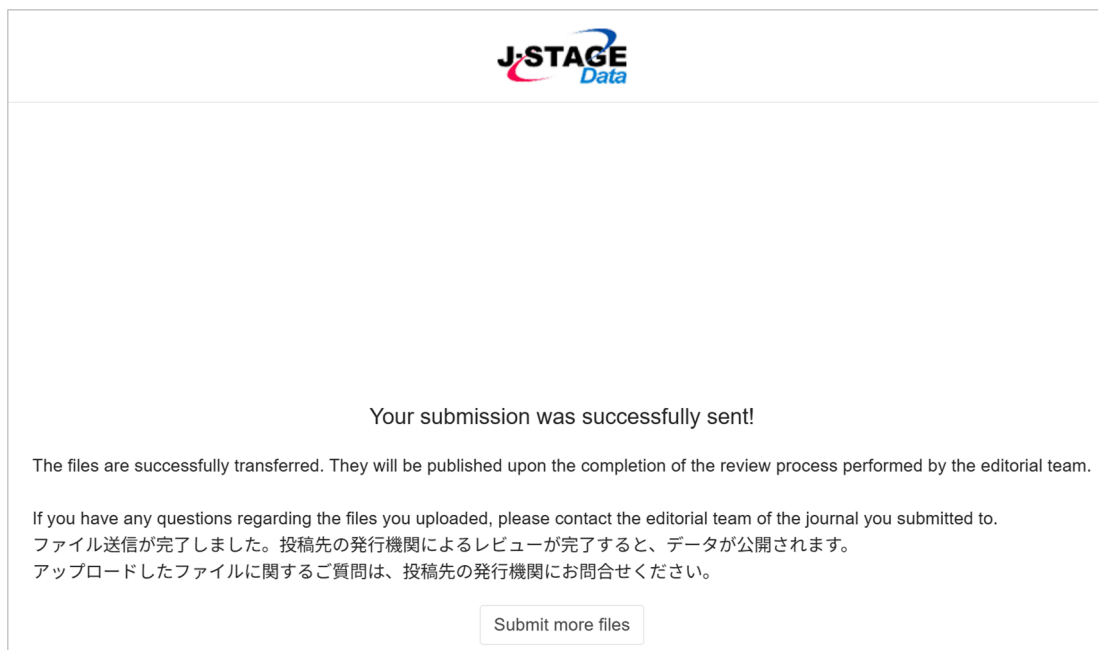 J-STAGE
Data
Your submission was successfully sent!
The files are successfully transferred. They will be published upon the completion of the review process performed by the editorial team.
If you have any questions regarding the files you uploaded, please contact the editorial team of the journal you submitted to.
ファイル送信が完了しました。投稿先の発行機関によるレビューが完了すると、データが公開されます。
アップロードしたファイルに関するご質問は、投稿先の発行機関にお問合せください。
Submit more files